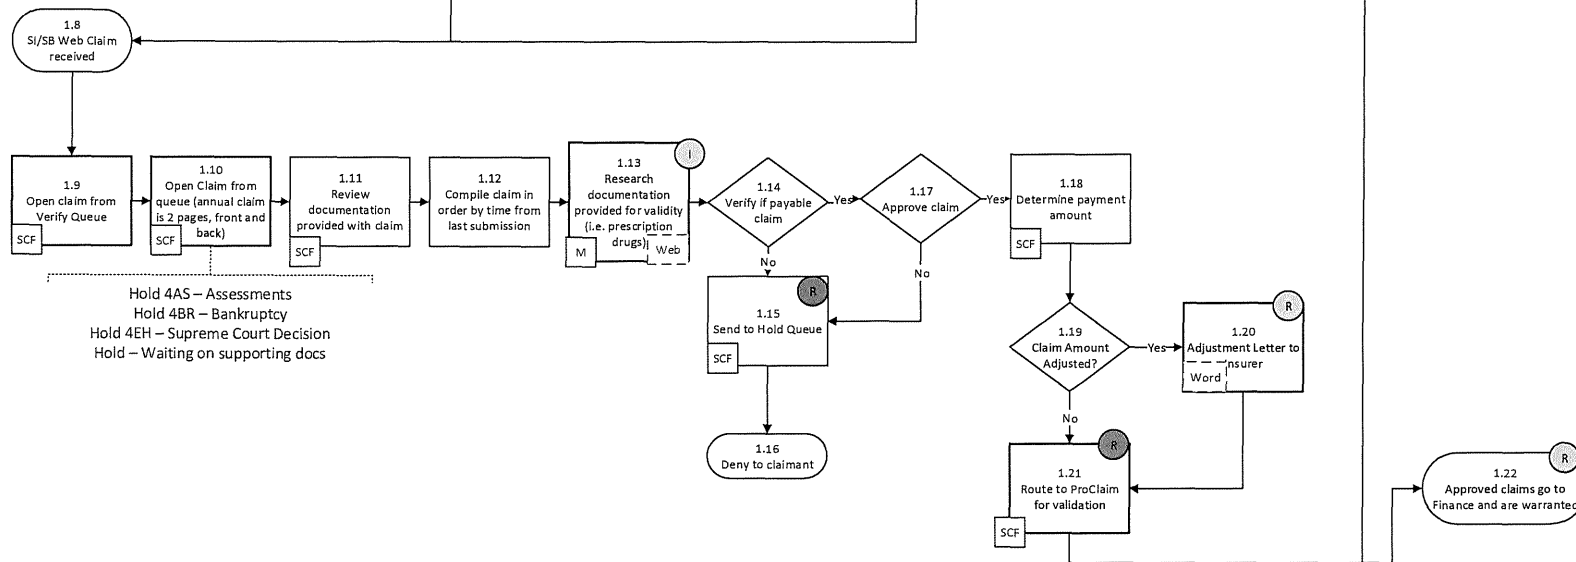 1.8
SI/SB Web Claim
received
1.9
Open claim from
Verify Queue
SCF
1.10
Open Claim from
queue (annual claim
is 2 pages, front and
back)
SCF
1.11
Review
documentation
provided with claim
SCF
1.12
Compile claim in
order by time from
last submission
1.13
Research
documentation
provided for validity
(i.e. prescription
drugs)
I
M
Web
1.14
Verify if payable
claim
Yes
No
1.17
Approve claim
Yes
No
1.18
Determine payment
amount
SCF
Hold 4AS – Assessments
Hold 4BR – Bankruptcy
Hold 4EH – Supreme Court Decision
Hold – Waiting on supporting docs
R
1.15
Send to Hold Queue
SCF
1.16
Deny to claimant
1.19
Claim Amount
Adjusted?
Yes
No
R
1.20
Adjustment Letter to
nsurer
Word
R
1.21
Route to ProClaim
for validation
SCF
R
1.22
Approved claims go to
Finance and are warranted